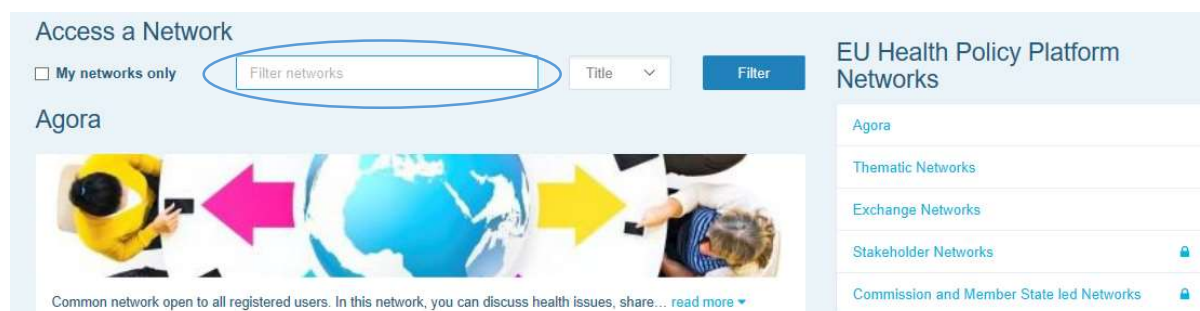 Access a Network
My networks only
Filter networks
Title
Filter
Agora
Common network open to all registered users. In this network, you can discuss health issues, share… read more
EU Health Policy Platform
Networks
Agora
Thematic Networks
Exchange Networks
Stakeholder Networks
Commission and Member State led Networks